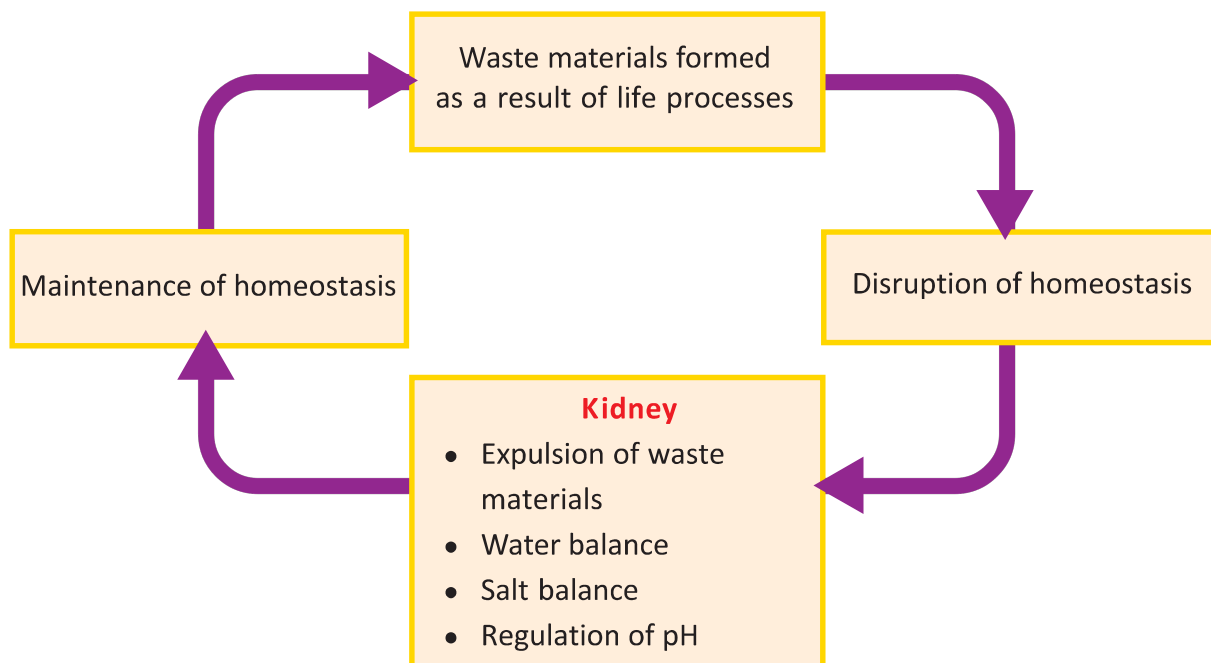 Waste materials formed
as a result of life processes
Maintenance of homeostasis
Disruption of homeostasis
Kidney
• Expulsion of waste
materials
• Water balance
• Salt balance
• Regulation of pH